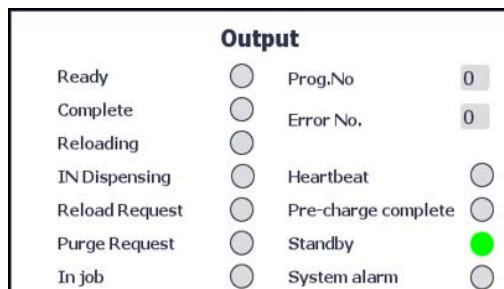 Output
Ready Prog.No 0
Complete Error No. 0
Reloading
IN Dispensing Heartbeat
Reload Request Pre-charge complete
Purge Request Standby
In job System alarm